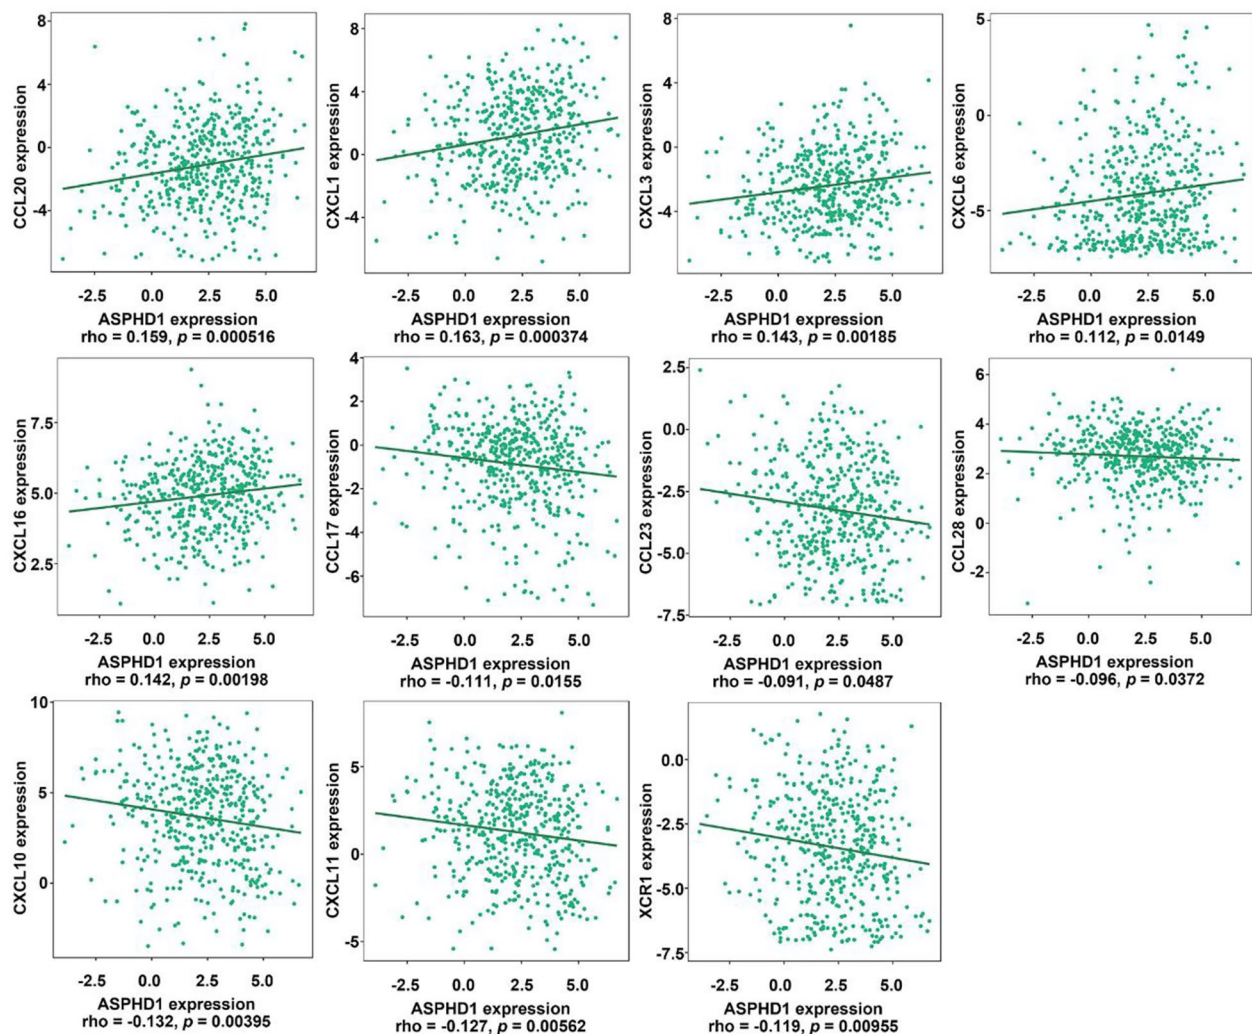 CCL20 expression
8
4
0
-4
-2.5 0.0 2.5 5.0
ASPHD1 expression
rho = 0.159, p = 0.000516
CXCL1 expression
8
4
0
-4
-2.5 0.0 2.5 5.0
ASPHD1 expression
rho = 0.163, p = 0.000374
CXCL3 expression
8
4
0
-4
-2.5 0.0 2.5 5.0
ASPHD1 expression
rho = 0.143, p = 0.00185
CXCL6 expression
5
0
-5
-2.5 0.0 2.5 5.0
ASPHD1 expression
rho = 0.112, p = 0.0149
CXCL16 expression
7.5
5.0
2.5
-2.5 0.0 2.5 5.0
ASPHD1 expression
rho = 0.142, p = 0.00198
CCL17 expression
4
2
0
-2
-4
-6
-2.5 0.0 2.5 5.0
ASPHD1 expression
rho = -0.111, p = 0.0155
CCL23 expression
2.5
0.0
-2.5
-5.0
-7.5
-2.5 0.0 2.5 5.0
ASPHD1 expression
rho = -0.091, p = 0.0487
CCL28 expression
6
4
2
0
-2
-2.5 0.0 2.5 5.0
ASPHD1 expression
rho = -0.096, p = 0.0372
CXCL10 expression
10
5
0
-2.5 0.0 2.5 5.0
ASPHD1 expression
rho = -0.132, p = 0.00395
CXCL11 expression
5
0
-5
-2.5 0.0 2.5 5.0
ASPHD1 expression
rho = -0.127, p = 0.00562
XCR1 expression
0.0
-2.5
-5.0
-7.5
-2.5 0.0 2.5 5.0
ASPHD1 expression
rho = -0.119, p = 0.00955